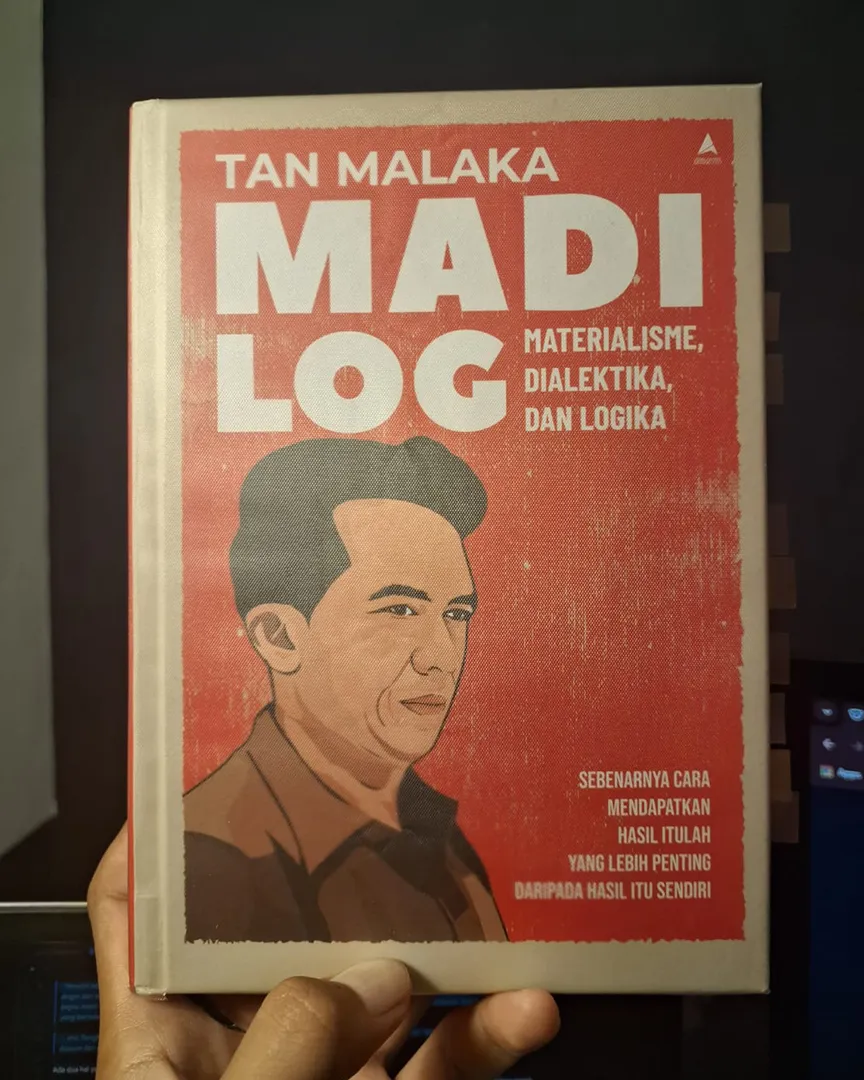 TAN MALAKA
MADI
LOG
MATERIALISME,
DIALEKTIKA,
DAN LOGIKA
SEBENARNYA CARA
MENDAPATKAN
HASIL ITULAH
YANG LEBIH PENTING
DARIPADA HASIL ITU SENDIRI
Apps